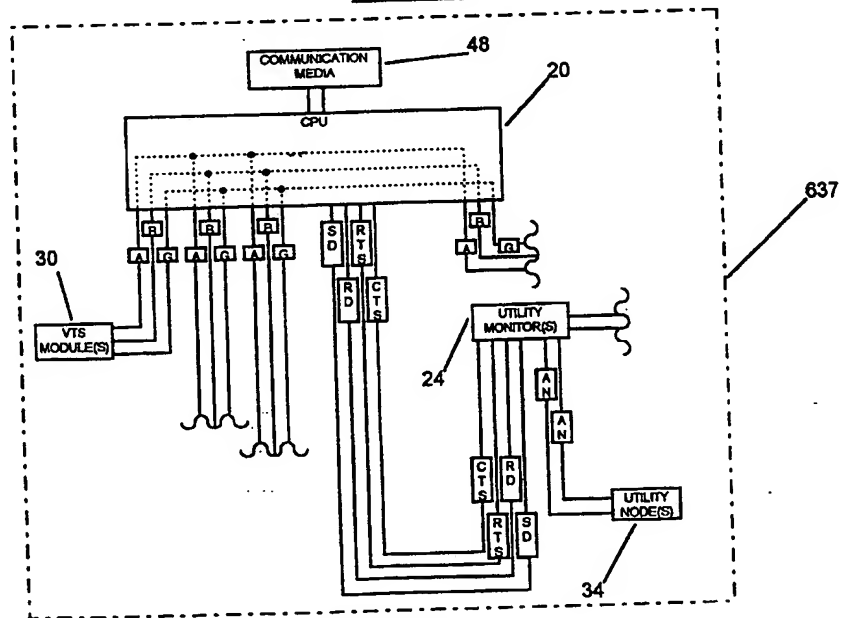 48
COMMUNICATION
MEDIA
20
CPU
637
B
B
B
B
A
G
A
G
A
G
A
G
SD
RD
RTS
CTS
30
VTS
MODULE(S)
UTILITY
MONITOR(S)
24
AN
AN
CTS
RTS
RD
SD
UTILITY
NODE(S)
34